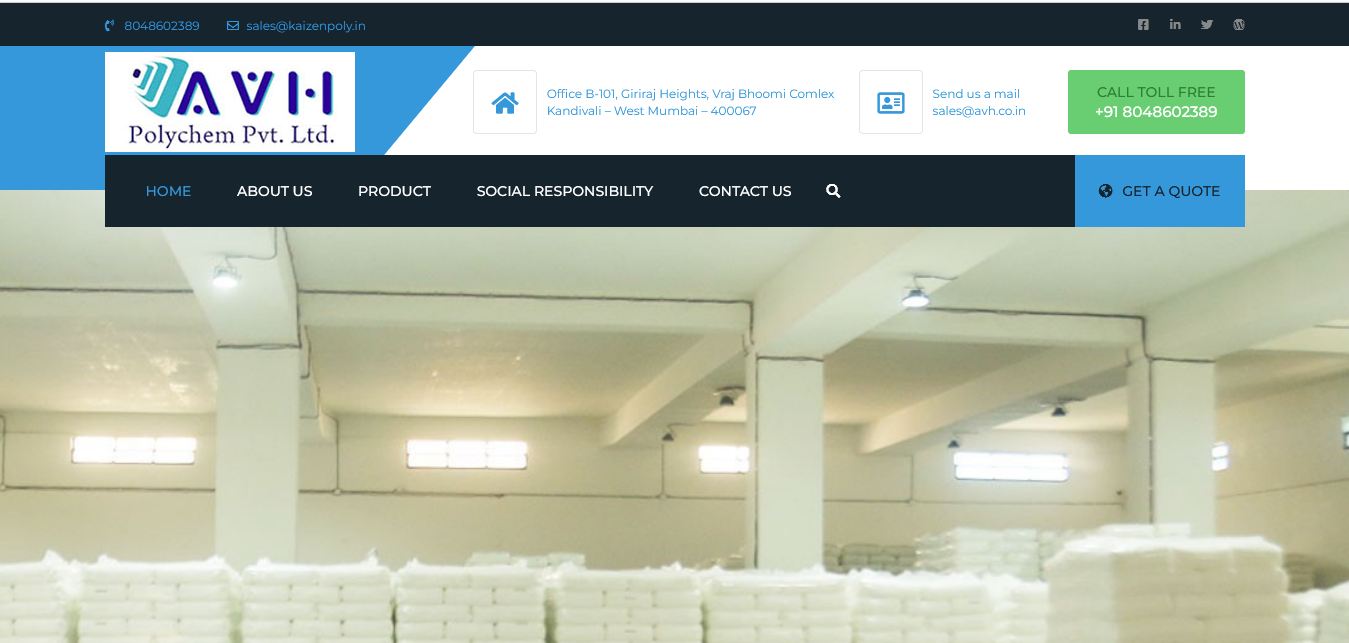 8048602389 sales@kaizenpoly.in
AVH
Polychem Pvt. Ltd.
Office B-101, Giriraj Heights, Vraj Bhoomi Comlex
Kandivali – West Mumbai – 400067
Send us a mail
sales@avh.co.in
CALL TOLL FREE
+91 8048602389
HOME ABOUT US PRODUCT SOCIAL RESPONSIBILITY CONTACT US GET A QUOTE